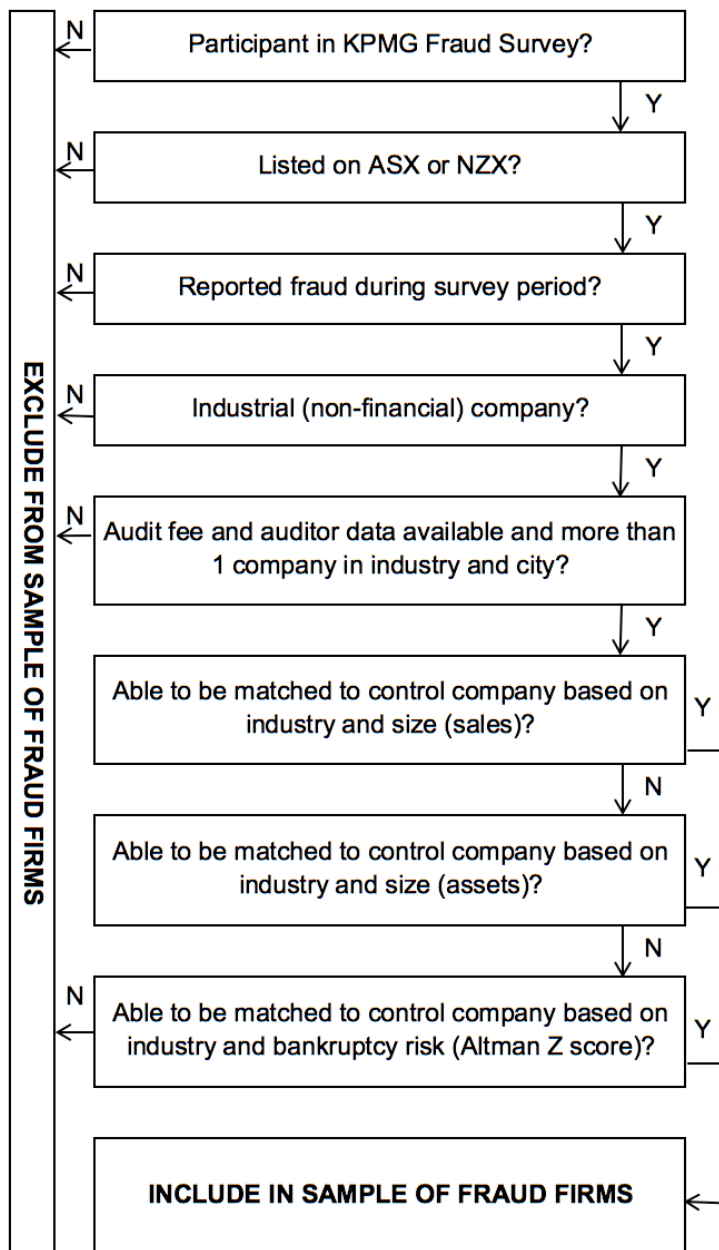 N
Participant in KPMG Fraud Survey?
Y
N
Listed on ASX or NZX?
Y
N
Reported fraud during survey period?
Y
N
Industrial (non-financial) company?
Y
N
Audit fee and auditor data available and more than
1 company in industry and city?
Y
Able to be matched to control company based on
industry and size (sales)?
Y
N
Able to be matched to control company based on
industry and size (assets)?
Y
N
N
Able to be matched to control company based on
industry and bankruptcy risk (Altman Z score)?
Y
INCLUDE IN SAMPLE OF FRAUD FIRMS
EXCLUDE FROM SAMPLE OF FRAUD FIRMS